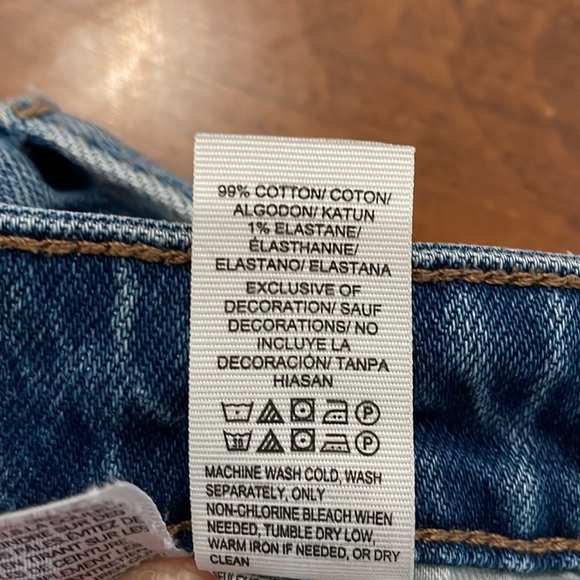 99% COTTON/ COTON/
ALGODON/ KATUN
1% ELASTANE/
ÉLASTHANNE/
ELASTANO/ ELASTANA
EXCLUSIVE OF
DECORATION/ SAUF
DECORATIONS/ NO
INCLUYE LA
DECORACIÓN/ TANPA
HIASAN
P
30 P
MACHINE WASH COLD, WASH
SEPARATELY, ONLY
NON-CHLORINE BLEACH WHEN
NEEDED, TUMBLE DRY LOW,
WARM IRON IF NEEDED, OR DRY
CLEAN